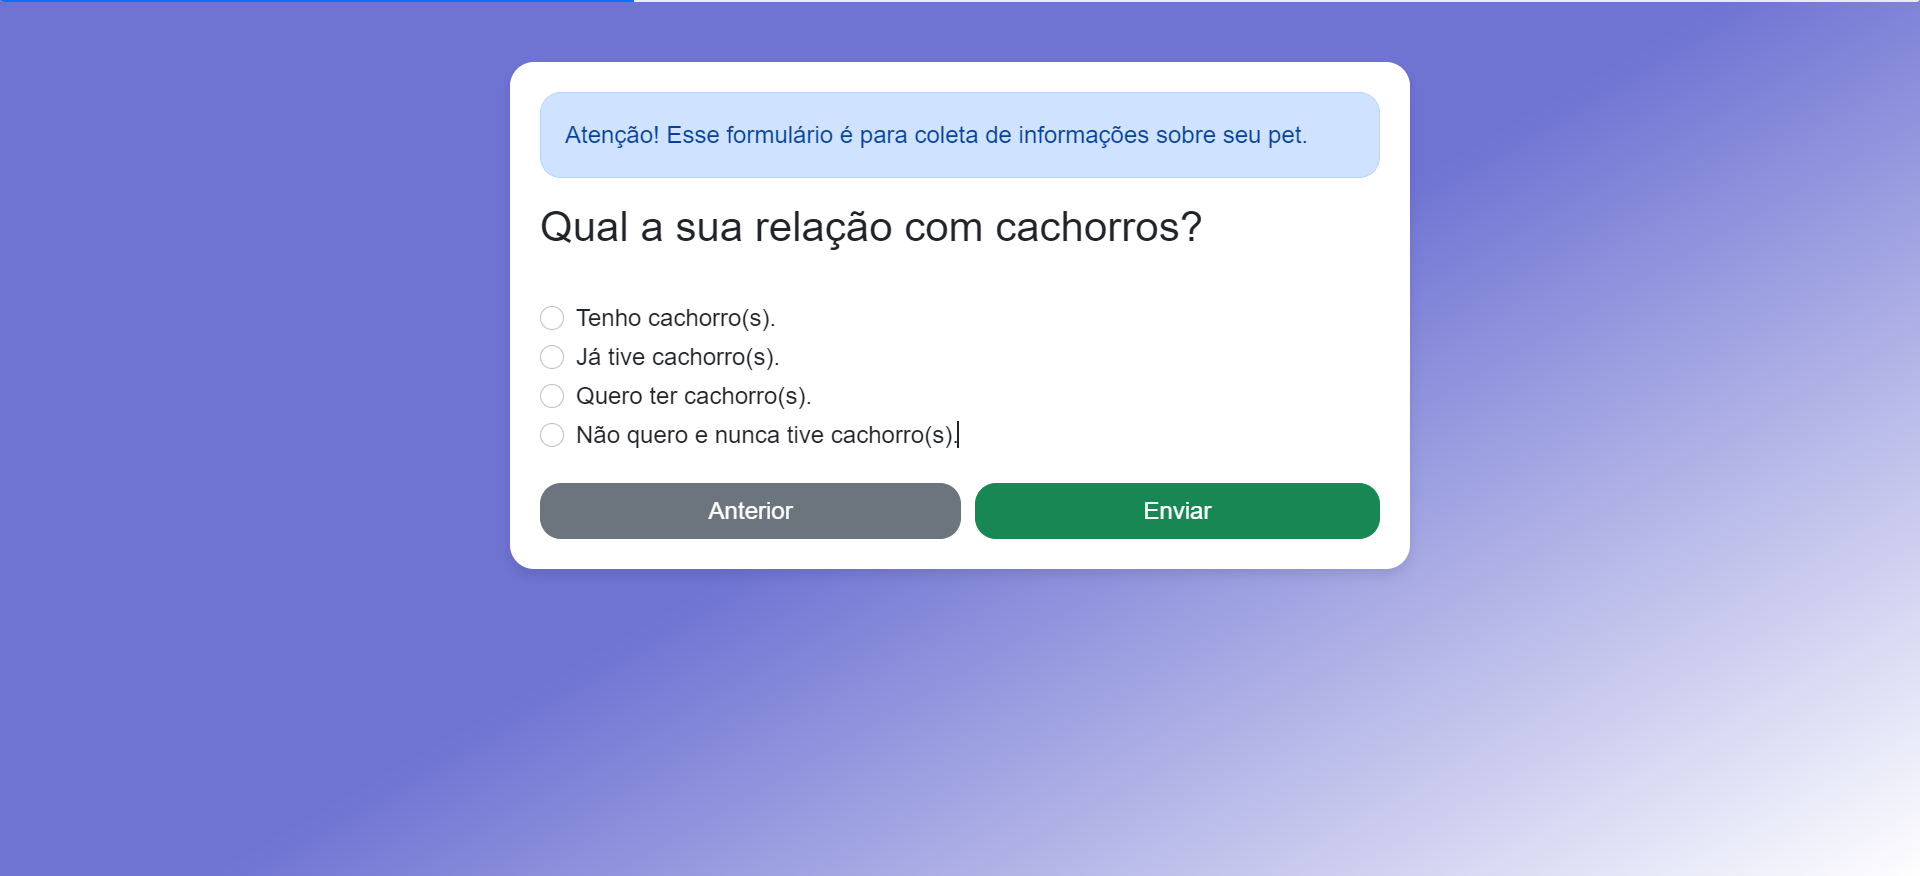 Atenção! Esse formulário é para coleta de informações sobre seu pet.
Qual a sua relação com cachorros?
Tenho cachorro(s).
Já tive cachorro(s).
Quero ter cachorro(s).
Não quero e nunca tive cachorro(s).
Anterior
Enviar